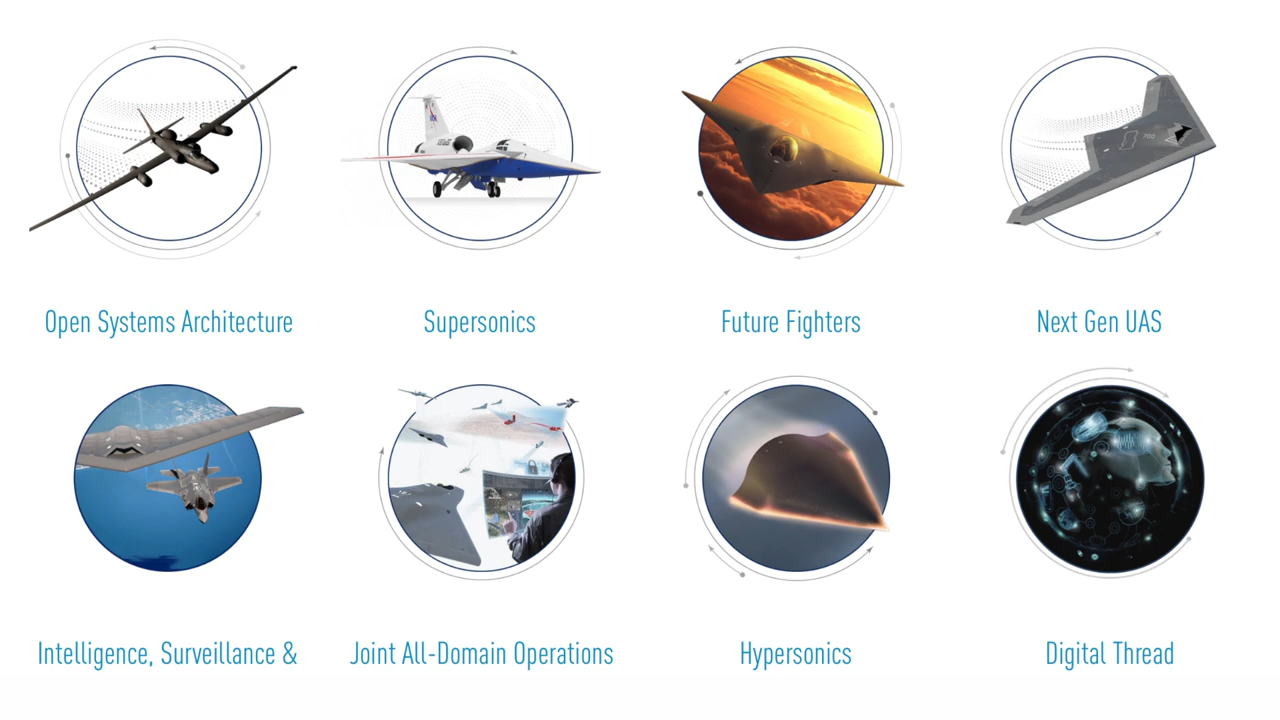 Open Systems Architecture
Supersonics
Future Fighters
Next Gen UAS
Intelligence, Surveillance &
Joint All-Domain Operations
Hypersonics
Digital Thread